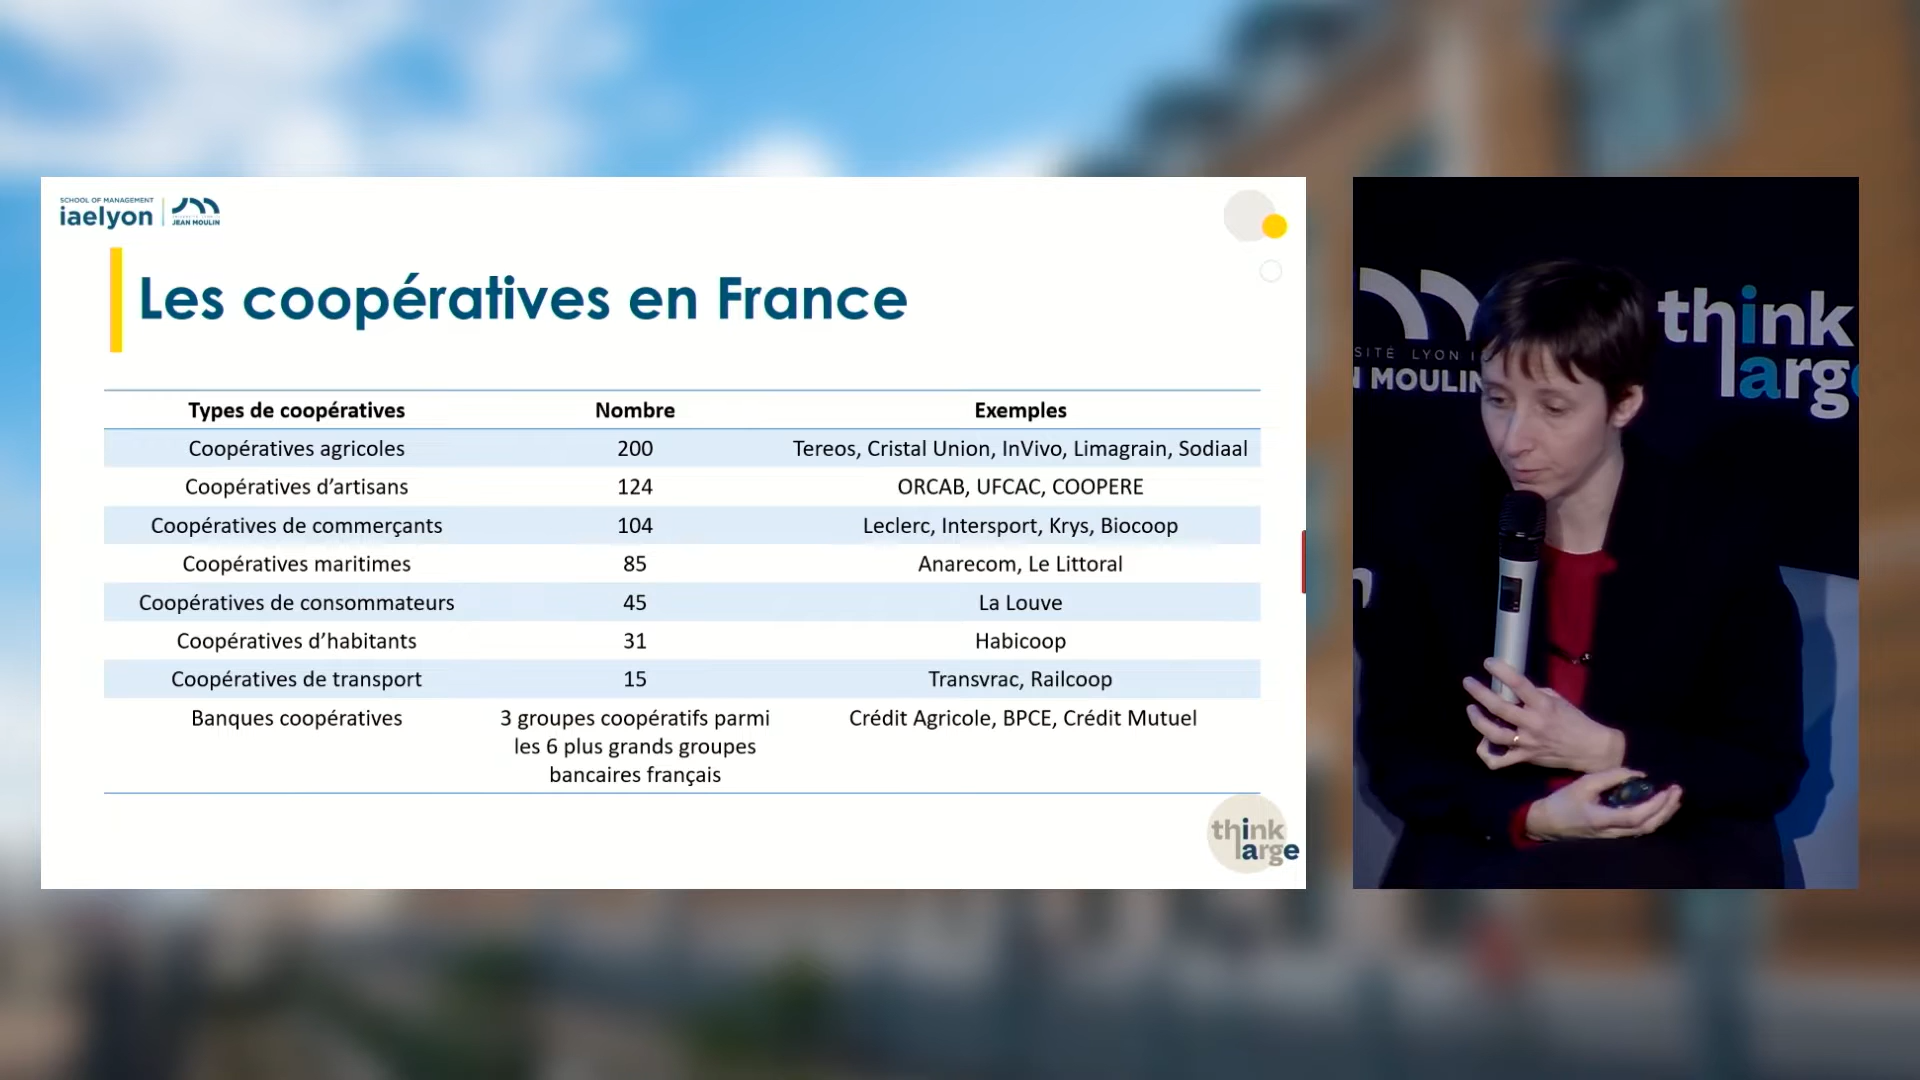 SCHOOL OF MANAGEMENT
iaelyon
JEAN MOULIN
Les coopératives en France
Types de coopératives Nombre Exemples
Coopératives agricoles 200 Tereos, Cristal Union, InVivo, Limagrain, Sodiaal
Coopératives d’artisans 124 ORCAB, UFCAC, COOPERE
Coopératives de commerçants 104 Leclerc, Intersport, Krys, Biocoop
Coopératives maritimes 85 Anarecom, Le Littoral
Coopératives de consommateurs 45 La Louve
Coopératives d’habitants 31 Habicoop
Coopératives de transport 15 Transvrac, Railcoop
Banques coopératives 3 groupes coopératifs parmi Crédit Agricole, BPCE, Crédit Mutuel
les 6 plus grands groupes
bancaires français
think
large
SITÉ LYON
MOULIN
think
large